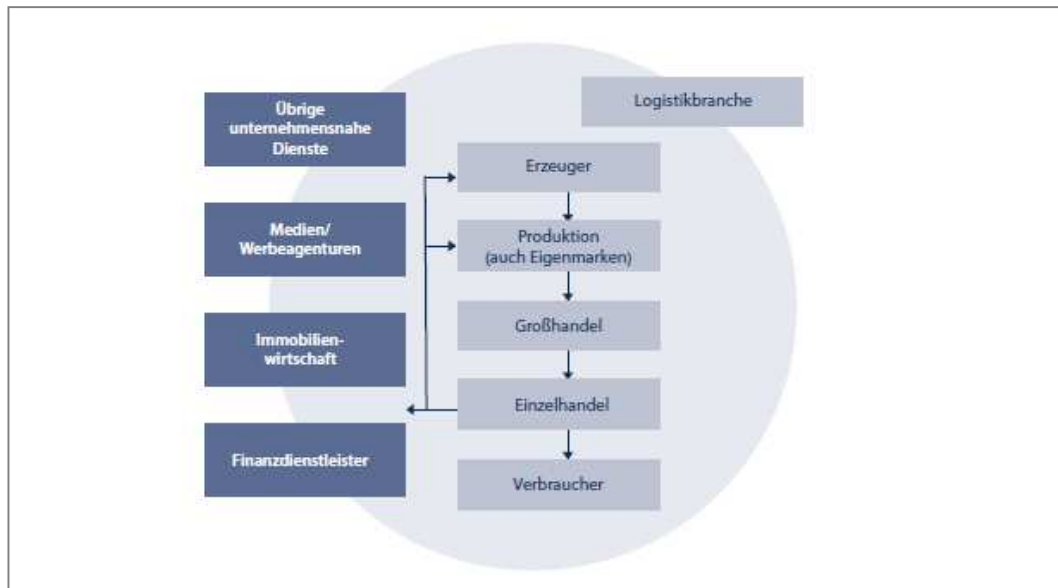 Übrige
unternehmensnahe
Dienste
Medien/
Werbeagenturen
Immobilien-
wirtschaft
Finanzdienstleister
Logistikbranche
Erzeuger
Produktion
(auch Eigenmarken)
Großhandel
Einzelhandel
Verbraucher